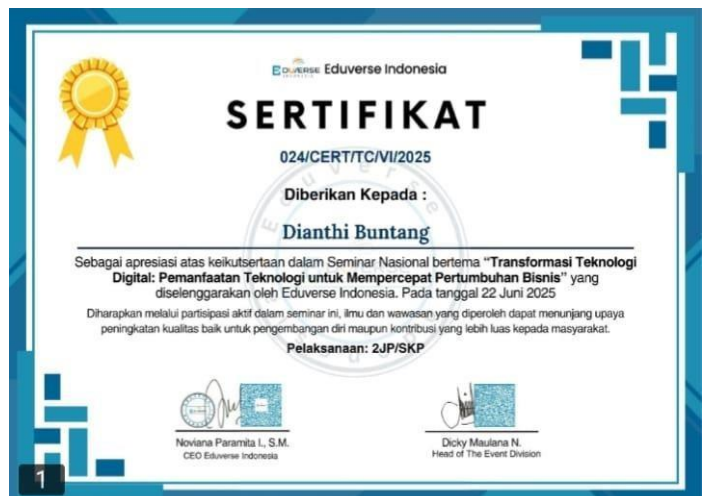 EDUVERSE Eduverse Indonesia
INDONESIA
SERTIFIKAT
024/CERT/TC/VI/2025
Diberikan Kepada :
Dianthi Buntang
Sebagai apresiasi atas keikutsertaan dalam Seminar Nasional bertema “Transformasi Teknologi
Digital: Pemanfaatan Teknologi untuk Mempercepat Pertumbuhan Bisnis” yang
diselenggarakan oleh Eduverse Indonesia. Pada tanggal 22 Juni 2025
Diharapkan melalui partisipasi aktif dalam seminar ini, ilmu dan wawasan yang diperoleh dapat menunjang upaya
peningkatan kualitas baik untuk pengembangan diri maupun kontribusi yang lebih luas kepada masyarakat.
Pelaksanaan: 2JP/SKP
Noviana Paramita I., S.M.
CEO Eduverse Indonesia
Dicky Maulana N.
Head of The Event Division
1